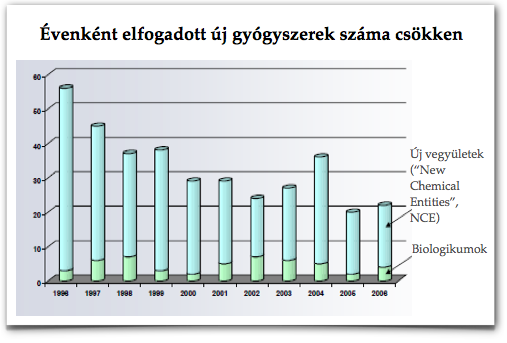 Évenként elfogadott új gyógyszerek száma csökken
60
50
40
30
20
10
0
1996 1997 1998 1999 2000 2001 2002 2003 2004 2005 2006
Új vegyületek
("New
Chemical
Entities",
NCE)
Biologikumok